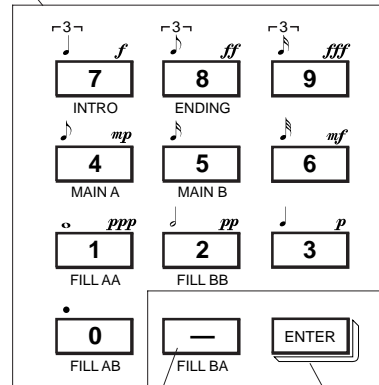 3 3 3
f ff fff
7 8 9
INTRO ENDING
mp mf
4 5 6
MAIN A MAIN B
ppp pp p
1 2 3
FILL AA FILL BB
0 — ENTER
FILL AB FILL BA